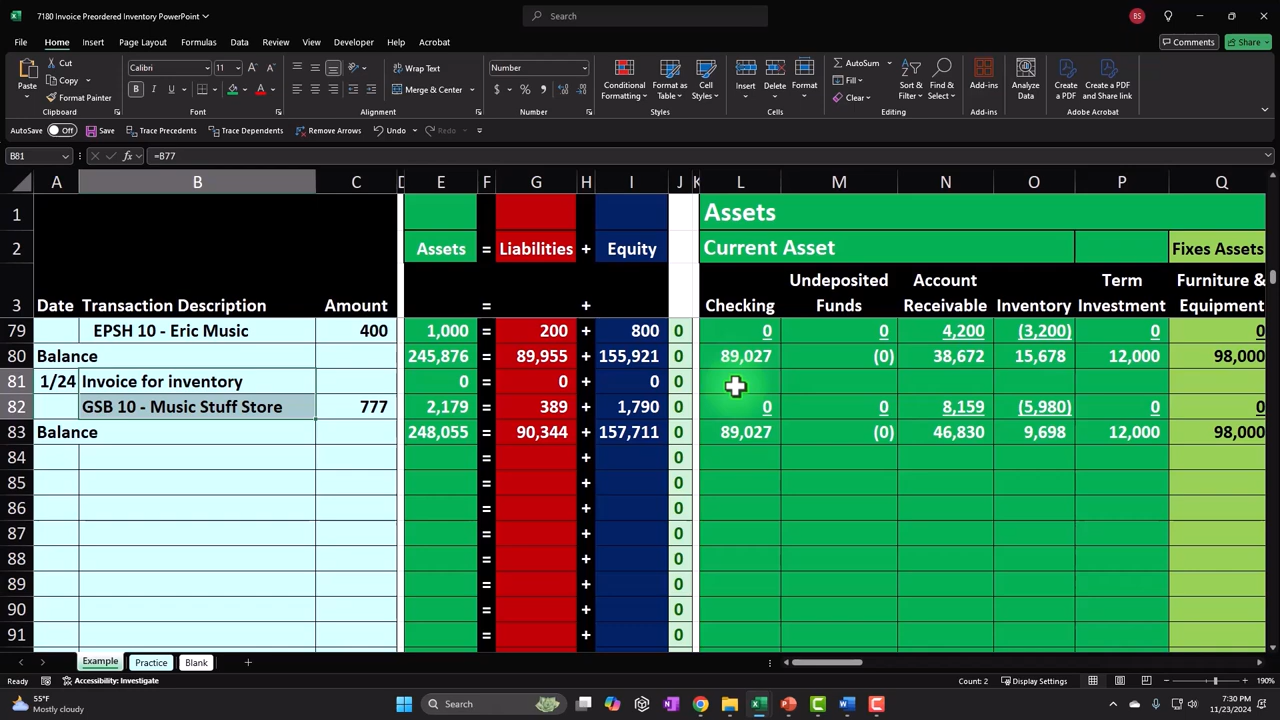 7180 Invoice Preordered Inventory PowerPoint
Search
BS
File Home Insert Page Layout Formulas Data Review View Developer Help Acrobat
Comments Share
Paste Cut Copy Format Painter
Calibri 11
B I U
Wrap Text
Merge & Center
Number
Conditional Formatting Format as Table Cell Styles
Insert Delete Format
AutoSum Fill Clear
Sort & Filter Find & Select
Add-ins
Analyze Data
Create a PDF Create a PDF and Share link
Clipboard Font Alignment Number Styles Cells Editing Add-ins Adobe Acrobat
AutoSave Off Save Trace Precedents Trace Dependents Remove Arrows Undo Redo
B81 fx =B77
A B C D E F G H I J K L M N O P Q
1 Assets
2 Assets = Liabilities + Equity Current Asset Fixes Assets
Undeposited Account Term Furniture &
3 Date Transaction Description Amount = + Checking Funds Receivable Inventory Investment Equipment
79 EPSH 10 - Eric Music 400 1,000 = 200 + 800 0 0 0 4,200 (3,200) 0 0
80 Balance 245,876 = 89,955 + 155,921 0 89,027 (0) 38,672 15,678 12,000 98,000
81 1/24 Invoice for inventory 0 = 0 + 0 0
82 GSB 10 - Music Stuff Store 777 2,179 = 389 + 1,790 0 0 0 8,159 (5,980) 0 0
83 Balance 248,055 = 90,344 + 157,711 0 89,027 (0) 46,830 9,698 12,000 98,000
84 = + 0
85 = + 0
86 = + 0
87 = + 0
88 = + 0
89 = + 0
90 = + 0
91 = + 0
Example Practice Blank
Ready Accessibility: Investigate Count: 2 Display Settings 190%
55°F
Mostly cloudy
Search
7:30 PM
11/23/2024